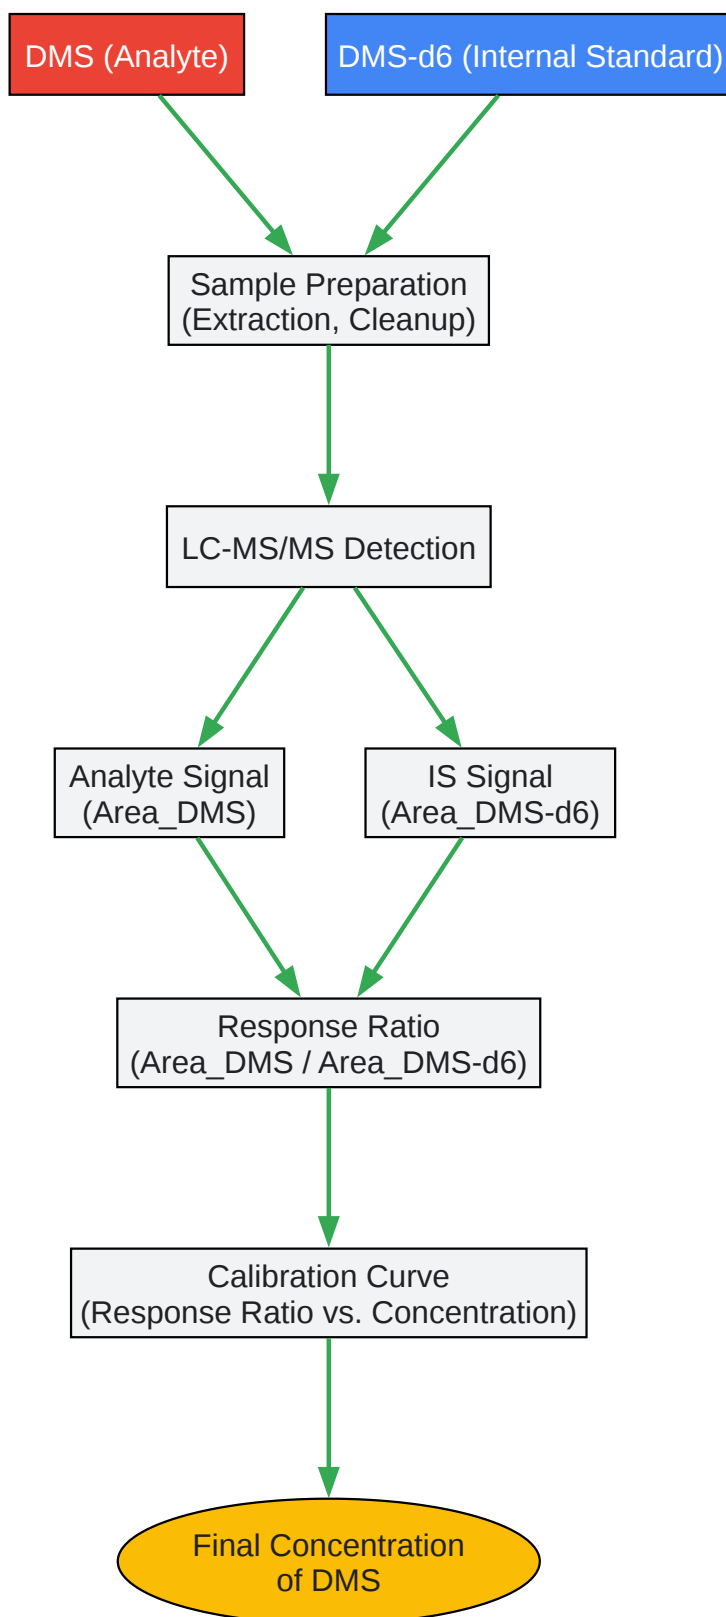 DMS (Analyte)
DMS-d6 (Internal Standard)
Sample Preparation
(Extraction, Cleanup)
LC-MS/MS Detection
Analyte Signal
(Area_DMS)
IS Signal
(Area_DMS-d6)
Response Ratio
(Area_DMS / Area_DMS-d6)
Calibration Curve
(Response Ratio vs. Concentration)
Final Concentration
of DMS